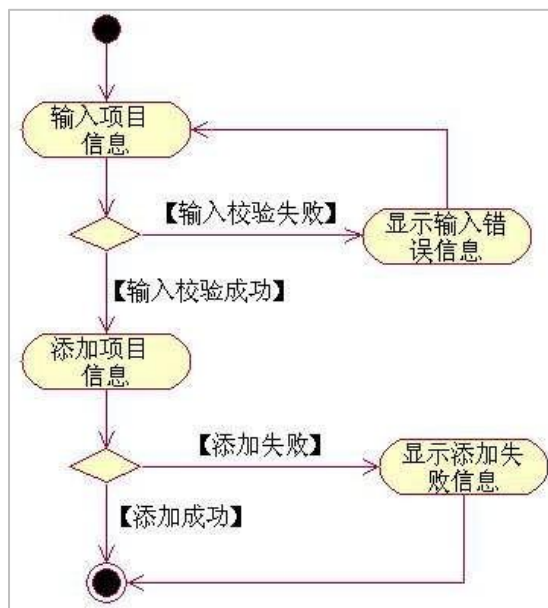 输入项目
信息
【输入校验失败】
显示输入错
误信息
【输入校验成功】
添加项目
信息
【添加失败】
显示添加失
败信息
【添加成功】